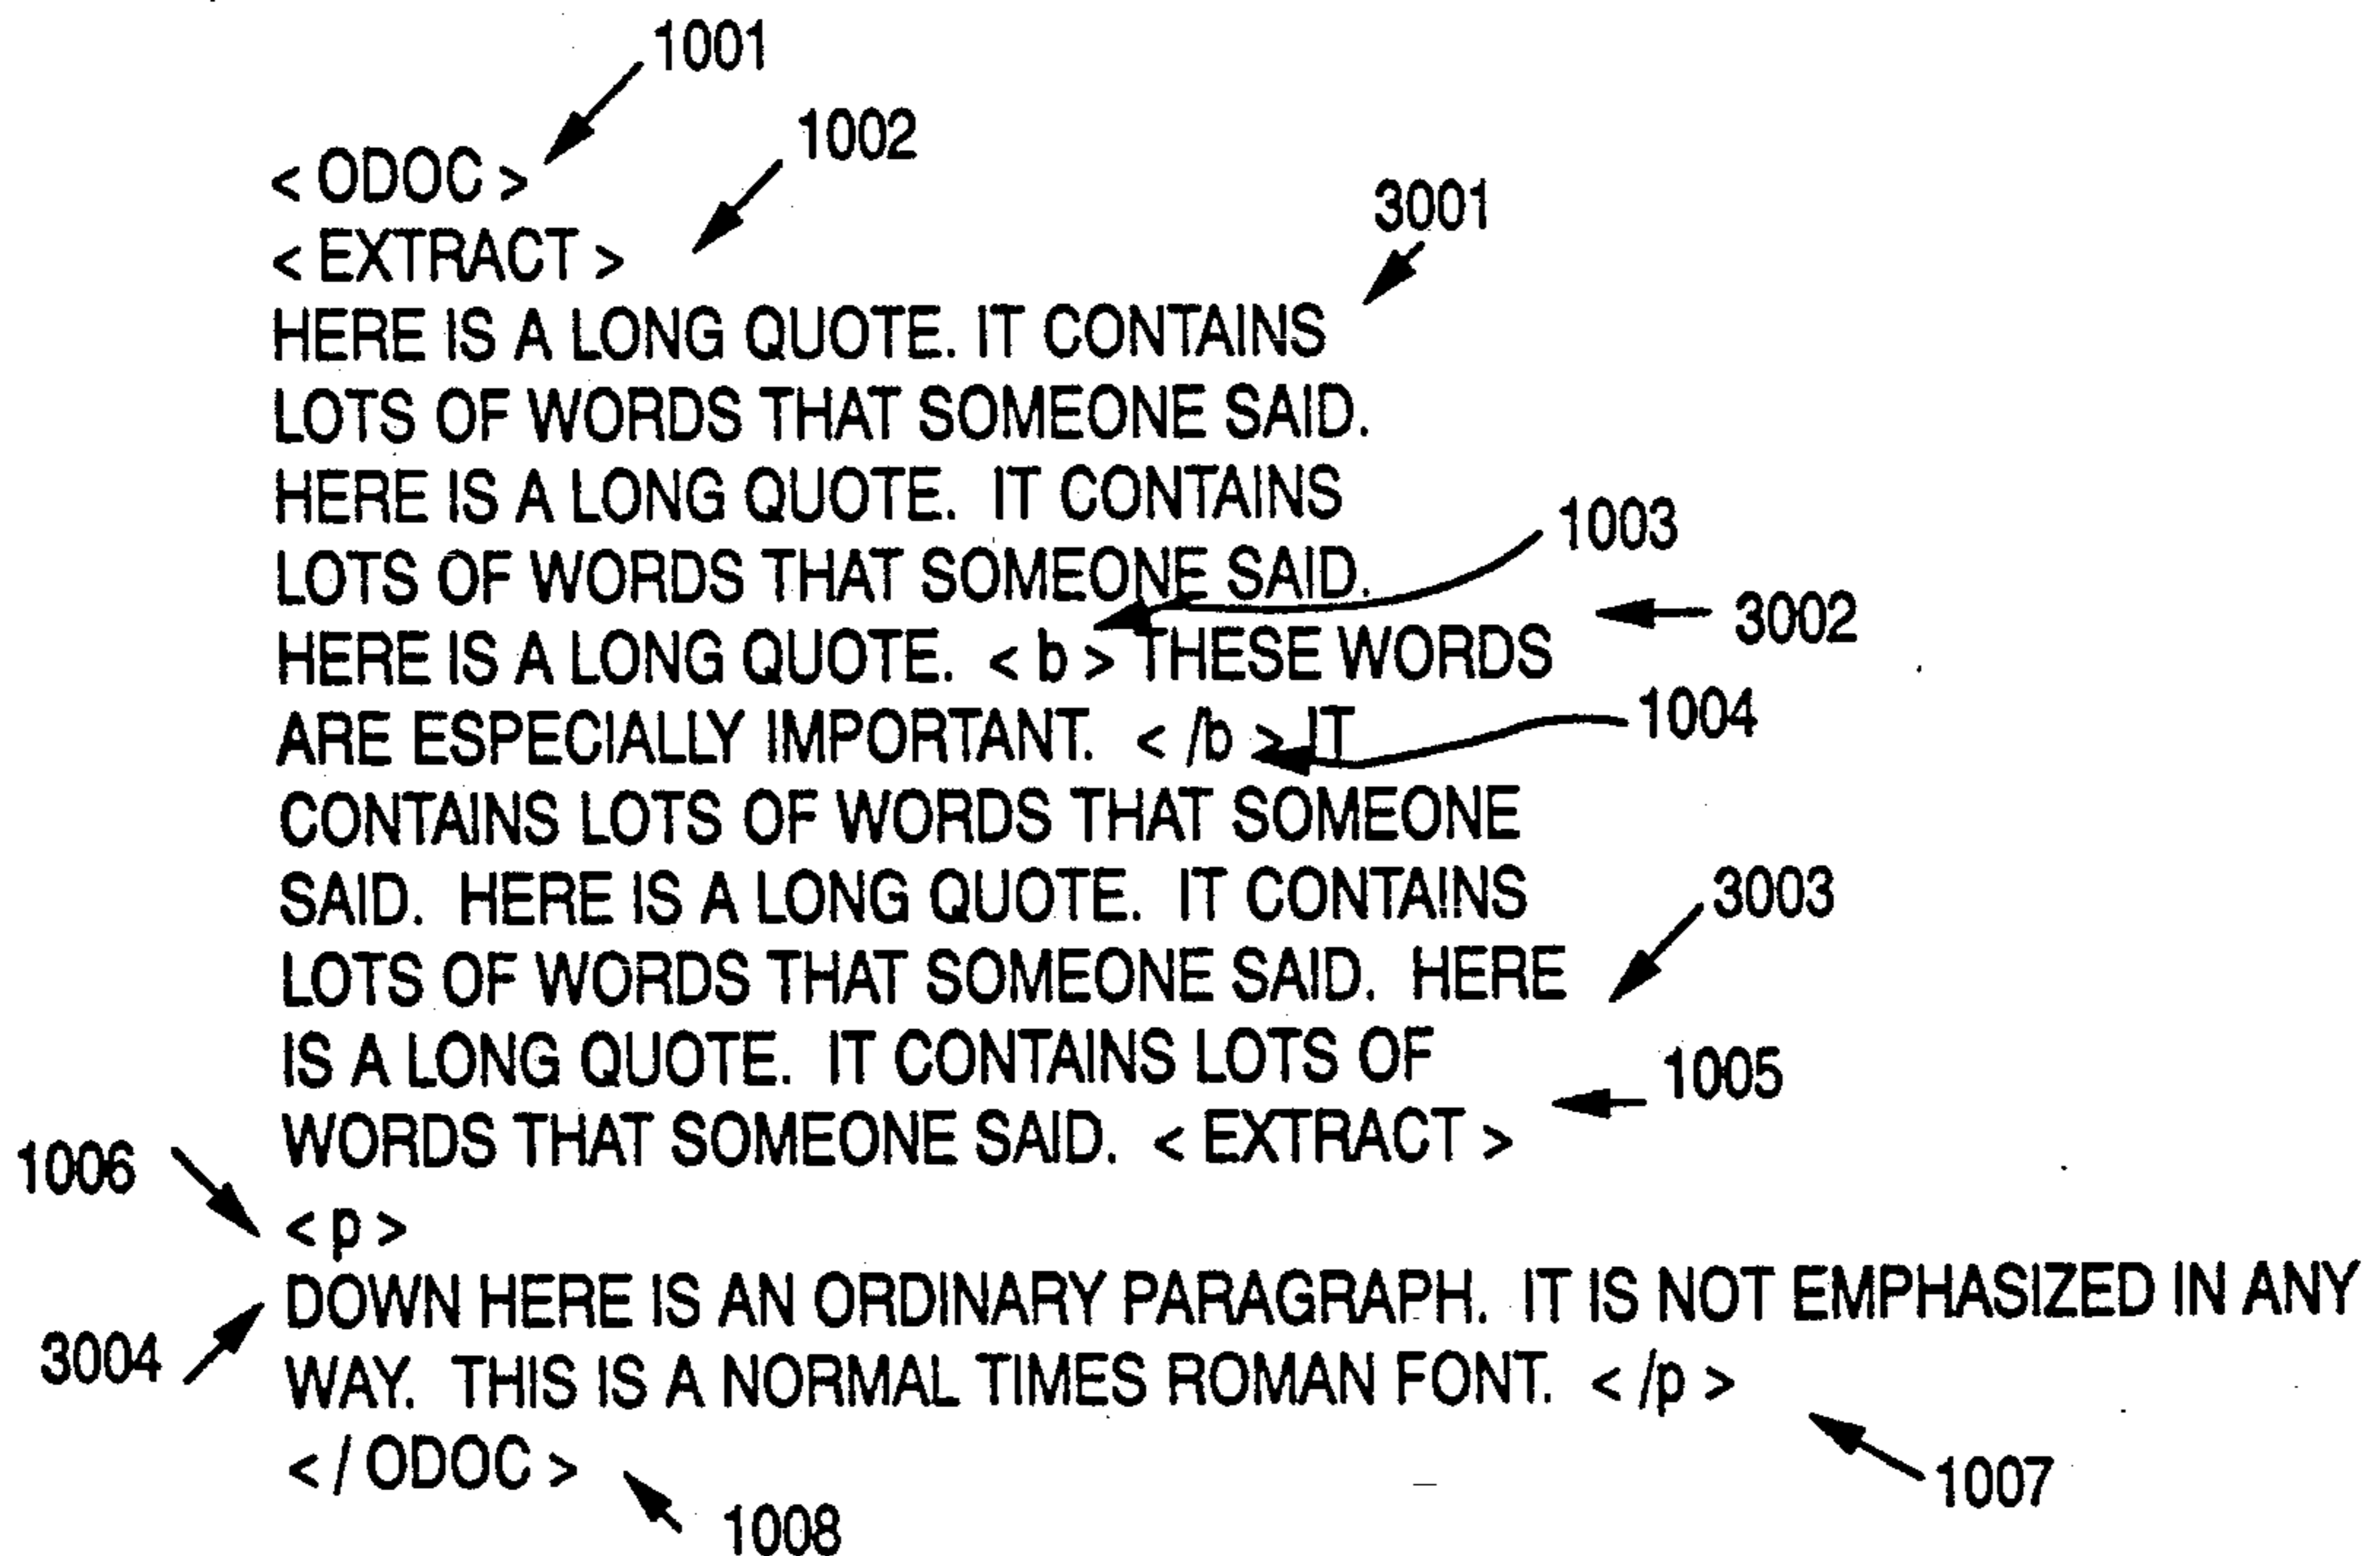 1001
1002
< ODOC >
3001
< EXTRACT >
HERE IS A LONG QUOTE. IT CONTAINS
LOTS OF WORDS THAT SOMEONE SAID.
HERE IS A LONG QUOTE. IT CONTAINS
1003
LOTS OF WORDS THAT SOMEONE SAID.
3002
HERE IS A LONG QUOTE. < b > THESE WORDS
1004
ARE ESPECIALLY IMPORTANT. < /b > IT
CONTAINS LOTS OF WORDS THAT SOMEONE
SAID. HERE IS A LONG QUOTE. IT CONTAINS
3003
LOTS OF WORDS THAT SOMEONE SAID. HERE
IS A LONG QUOTE. IT CONTAINS LOTS OF
1005
WORDS THAT SOMEONE SAID. < EXTRACT >
1006
< p >
DOWN HERE IS AN ORDINARY PARAGRAPH. IT IS NOT EMPHASIZED IN ANY
3004
WAY. THIS IS A NORMAL TIMES ROMAN FONT. < /p >
< / ODOC >
1007
1008